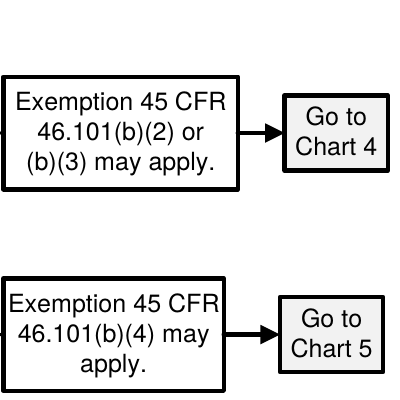 Exemption 45 CFR
46.101(b)(2) or
(b)(3) may apply.
Go to
Chart 4
Exemption 45 CFR
46.101(b)(4) may
apply.
Go to
Chart 5